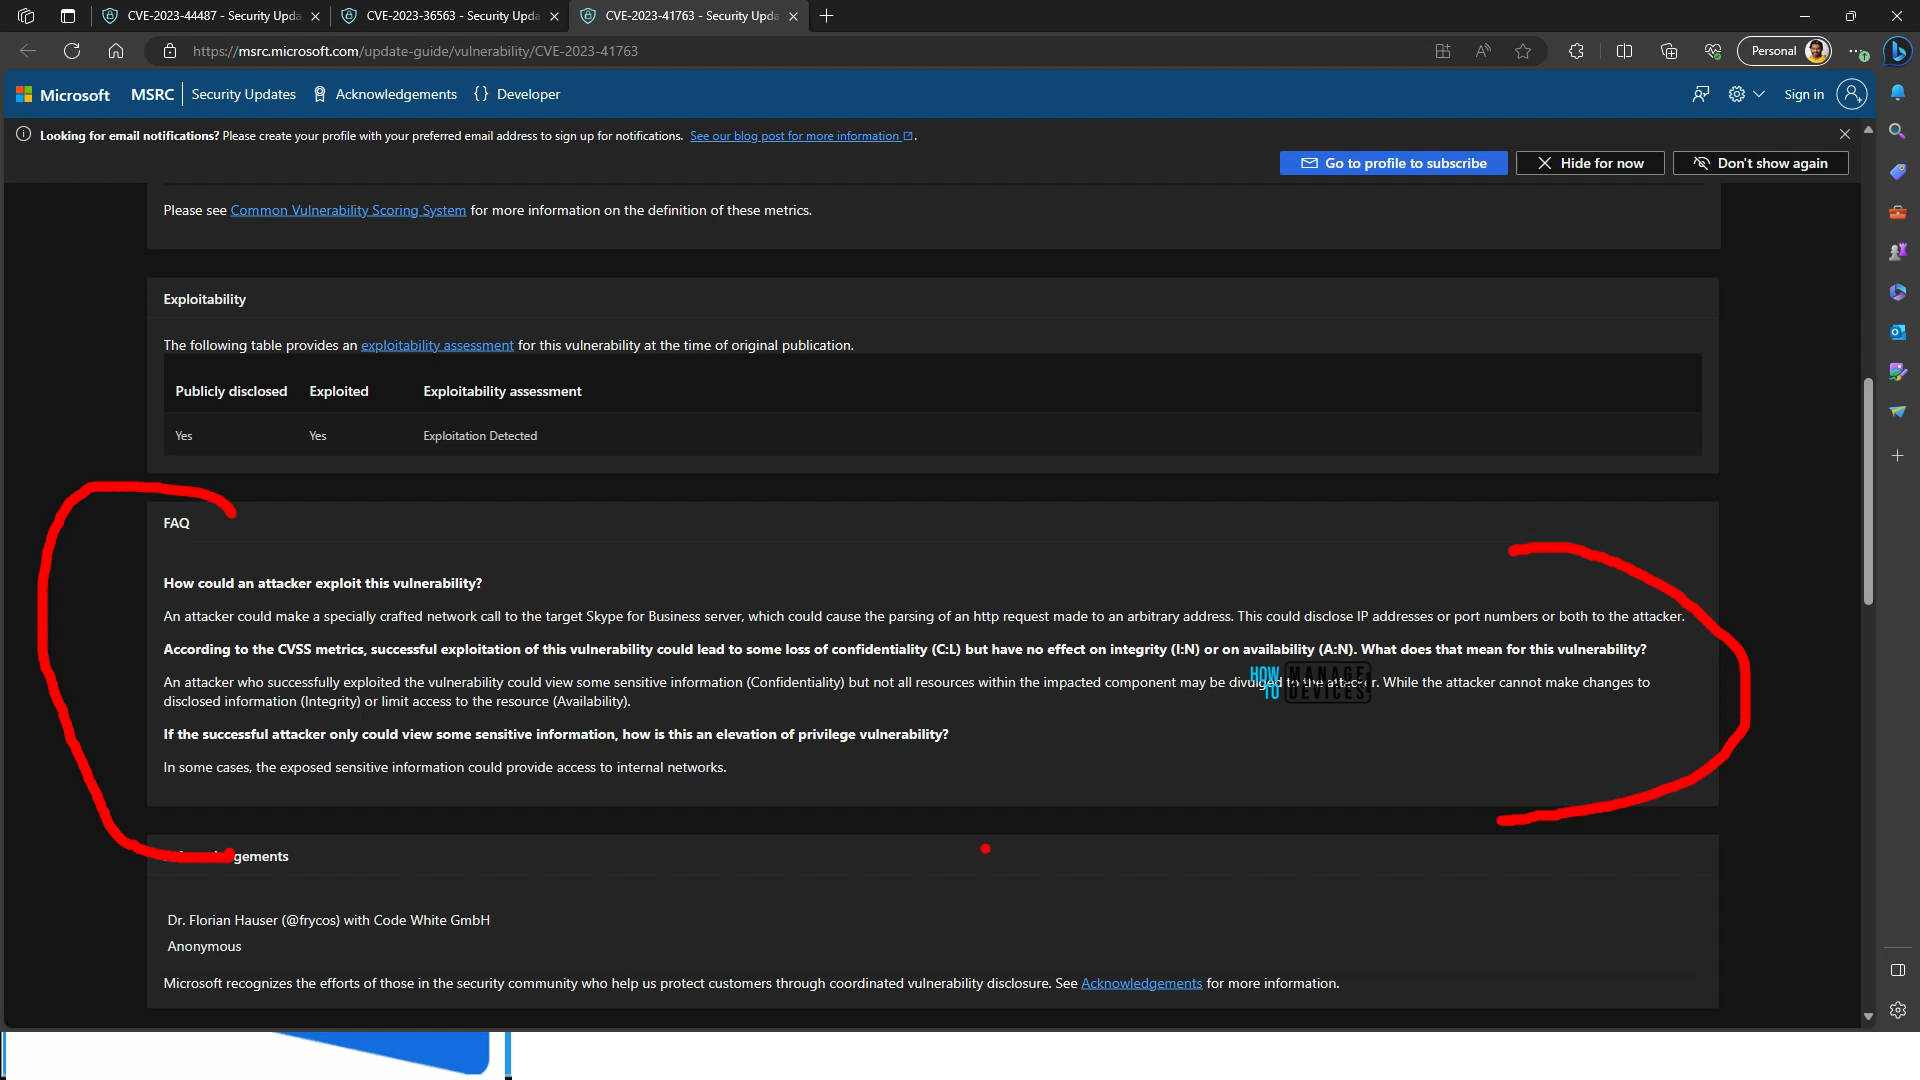 CVE-2023-44487 - Security Upda
CVE-2023-36563 - Security Upda
CVE-2023-41763 - Security Upda
https://msrc.microsoft.com/update-guide/vulnerability/CVE-2023-41763
Personal
Microsoft MSRC Security Updates Acknowledgements {} Developer
Sign in
Looking for email notifications? Please create your profile with your preferred email address to sign up for notifications. See our blog post for more information.
Go to profile to subscribe
Hide for now
Don't show again
Please see Common Vulnerability Scoring System for more information on the definition of these metrics.
Exploitability
The following table provides an exploitability assessment for this vulnerability at the time of original publication.
Publicly disclosed Exploited Exploitability assessment
Yes Yes Exploitation Detected
FAQ
How could an attacker exploit this vulnerability?
An attacker could make a specially crafted network call to the target Skype for Business server, which could cause the parsing of an http request made to an arbitrary address. This could disclose IP addresses or port numbers or both to the attacker.
According to the CVSS metrics, successful exploitation of this vulnerability could lead to some loss of confidentiality (C:L) but have no effect on integrity (I:N) or on availability (A:N). What does that mean for this vulnerability?
An attacker who successfully exploited the vulnerability could view some sensitive information (Confidentiality) but not all resources within the impacted component may be divulged to the attacker. While the attacker cannot make changes to
disclosed information (Integrity) or limit access to the resource (Availability).
HOW TO MANAGE DEVICES
If the successful attacker only could view some sensitive information, how is this an elevation of privilege vulnerability?
In some cases, the exposed sensitive information could provide access to internal networks.
gements
Dr. Florian Hauser (@frycos) with Code White GmbH
Anonymous
Microsoft recognizes the efforts of those in the security community who help us protect customers through coordinated vulnerability disclosure. See Acknowledgements for more information.